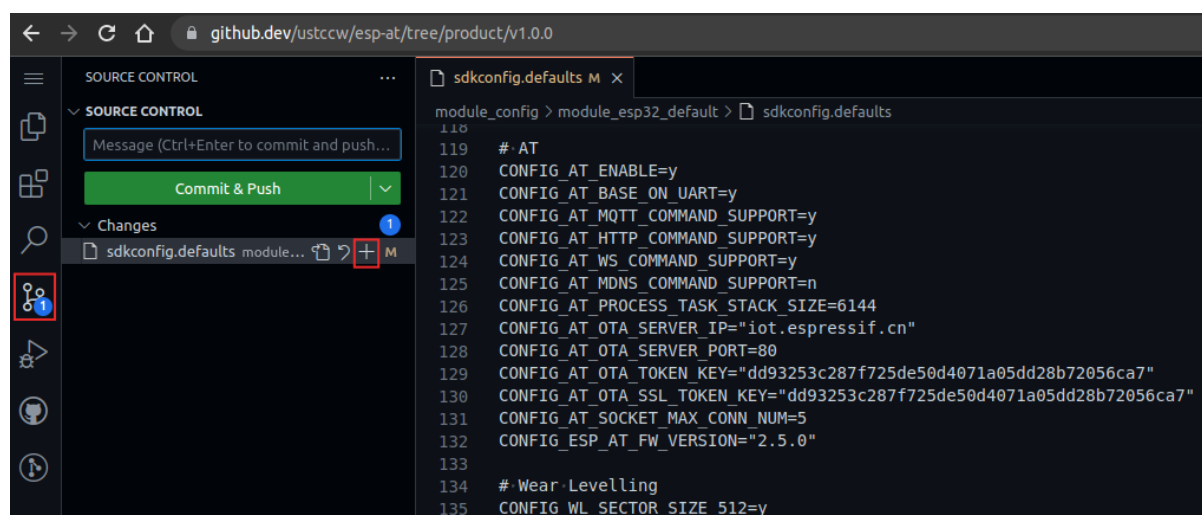 github.dev/ustccw/esp-at/tree/product/v1.0.0
SOURCE CONTROL ...
SOURCE CONTROL
Message (Ctrl+Enter to commit and push...
Commit & Push
Changes 1
sdkconfig.defaults module... M
1
sdkconfig.defaults M
module_config > module_esp32_default > sdkconfig.defaults
118
119 # AT
120 CONFIG_AT_ENABLE=y
121 CONFIG_AT_BASE_ON_UART=y
122 CONFIG_AT_MQTT_COMMAND_SUPPORT=y
123 CONFIG_AT_HTTP_COMMAND_SUPPORT=y
124 CONFIG_AT_WS_COMMAND_SUPPORT=y
125 CONFIG_AT_MDNS_COMMAND_SUPPORT=n
126 CONFIG_AT_PROCESS_TASK_STACK_SIZE=6144
127 CONFIG_AT_OTA_SERVER_IP="iot.espressif.cn"
128 CONFIG_AT_OTA_SERVER_PORT=80
129 CONFIG_AT_OTA_TOKEN_KEY="dd93253c287f725de50d4071a05dd28b72056ca7"
130 CONFIG_AT_OTA_SSL_TOKEN_KEY="dd93253c287f725de50d4071a05dd28b72056ca7"
131 CONFIG_AT_SOCKET_MAX_CONN_NUM=5
132 CONFIG_ESP_AT_FW_VERSION="2.5.0"
133
134 # Wear Levelling
135 CONFIG_WL_SECTOR_SIZE_512=y